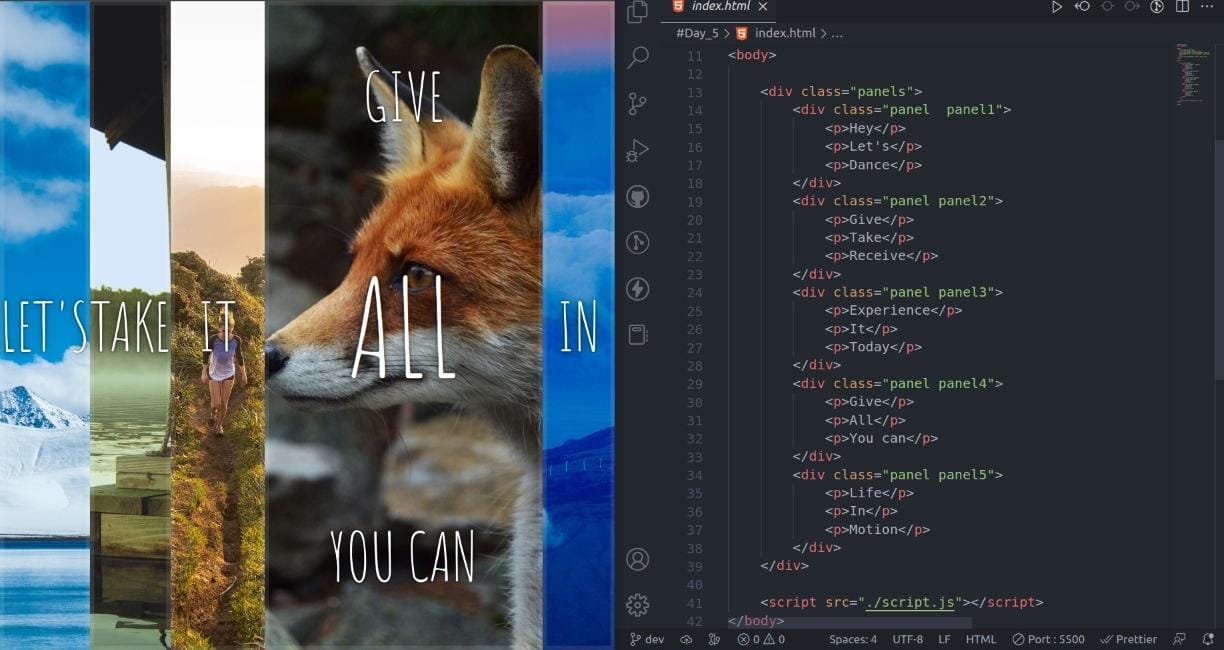 GIVE
LET'S TAKE IT ALL IN
YOU CAN
index.html
#Day_5 > index.html > ...
11 <body>
12
13 <div class="panels">
14 <div class="panel  panel1">
15 <p>Hey</p>
16 <p>Let's</p>
17 <p>Dance</p>
18 </div>
19 <div class="panel panel2">
20 <p>Give</p>
21 <p>Take</p>
22 <p>Receive</p>
23 </div>
24 <div class="panel panel3">
25 <p>Experience</p>
26 <p>It</p>
27 <p>Today</p>
28 </div>
29 <div class="panel panel4">
30 <p>Give</p>
31 <p>All</p>
32 <p>You can</p>
33 </div>
34 <div class="panel panel5">
35 <p>Life</p>
36 <p>In</p>
37 <p>Motion</p>
38 </div>
39 </div>
40
41 <script src="./script.js"></script>
42 </body>
dev 0 0 Spaces: 4 UTF-8 LF HTML Port : 5500 Prettier